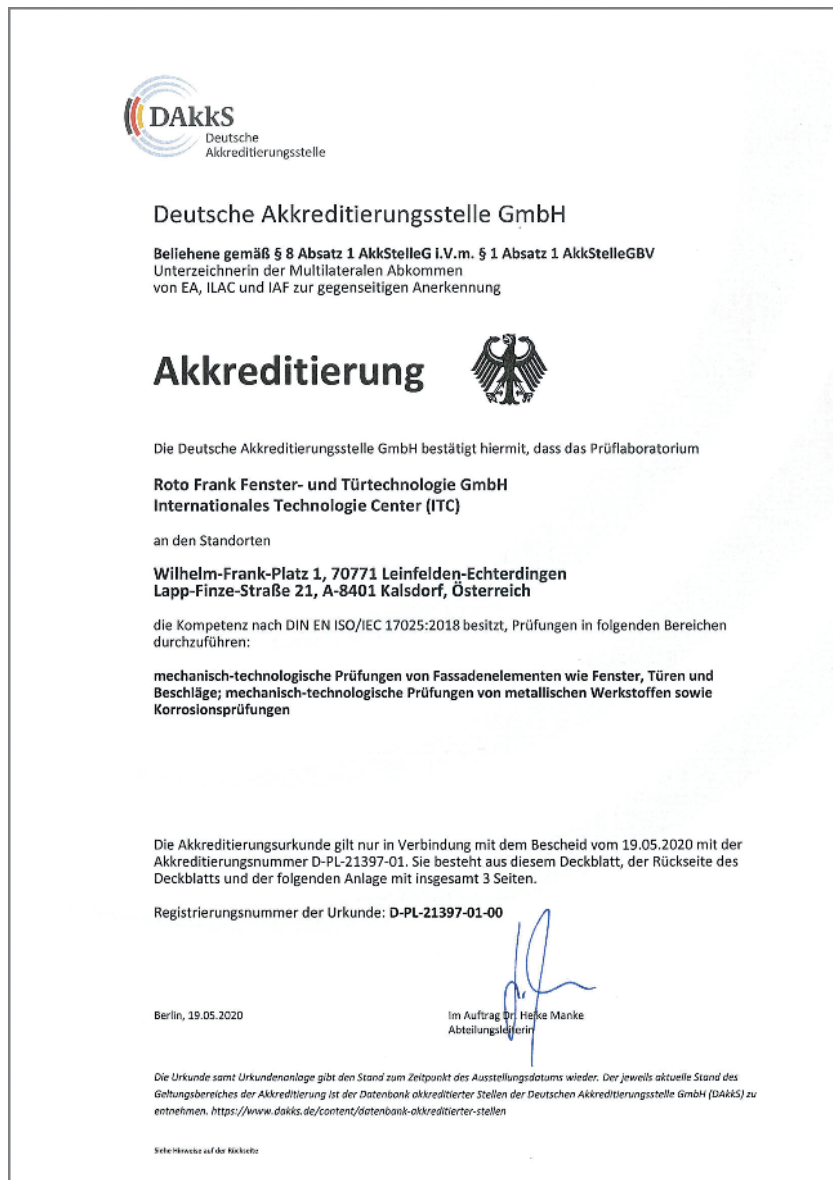 DAkkS
Deutsche
Akkreditierungsstelle
Deutsche Akkreditierungsstelle GmbH
Beliehene gemäß § 8 Absatz 1 AkkStelleG i.V.m. § 1 Absatz 1 AkkStelleGBV
Unterzeichnerin der Multilateralen Abkommen
von EA, ILAC und IAF zur gegenseitigen Anerkennung
Akkreditierung
Die Deutsche Akkreditierungsstelle GmbH bestätigt hiermit, dass das Prüflaboratorium
Roto Frank Fenster- und Türtechnologie GmbH
Internationales Technologie Center (ITC)
an den Standorten
Wilhelm-Frank-Platz 1, 70771 Leinfelden-Echterdingen
Lapp-Finze-Straße 21, A-8401 Kalsdorf, Österreich
die Kompetenz nach DIN EN ISO/IEC 17025:2018 besitzt, Prüfungen in folgenden Bereichen
durchzuführen:
mechanisch-technologische Prüfungen von Fassadenelementen wie Fenster, Türen und
Beschläge; mechanisch-technologische Prüfungen von metallischen Werkstoffen sowie
Korrosionsprüfungen
Die Akkreditierungsurkunde gilt nur in Verbindung mit dem Bescheid vom 19.05.2020 mit der
Akkreditierungsnummer D-PL-21397-01. Sie besteht aus diesem Deckblatt, der Rückseite des
Deckblatts und der folgenden Anlage mit insgesamt 3 Seiten.
Registrierungsnummer der Urkunde: D-PL-21397-01-00
Berlin, 19.05.2020
Im Auftrag Dr. Heike Manke
Abteilungsleiterin
Die Urkunde samt Urkundenanlage gibt den Stand zum Zeitpunkt des Ausstellungsdatums wieder. Der jeweils aktuelle Stand des
Geltungsbereiches der Akkreditierung ist der Datenbank akkreditierter Stellen der Deutschen Akkreditierungsstelle GmbH (DAkkS) zu
entnehmen. https://www.dakks.de/content/datenbank-akkreditierter-stellen
Siehe Hinweise auf der Rückseite